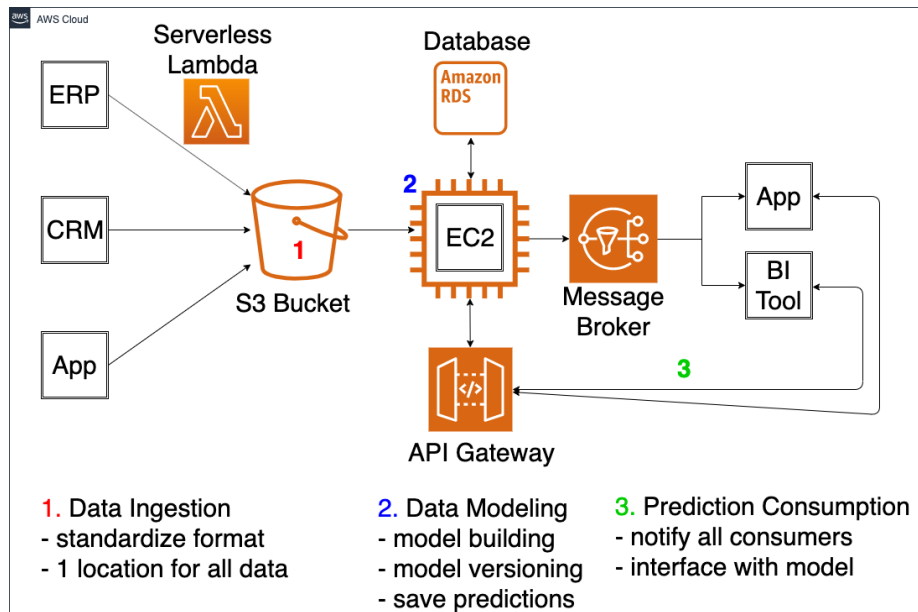 aws
AWS Cloud
Serverless
Lambda
Database
Amazon
RDS
ERP
CRM
App
1
S3 Bucket
2
EC2
Message
Broker
App
BI
Tool
3
</>
API Gateway
1. Data Ingestion
- standardize format
- 1 location for all data
2. Data Modeling
- model building
- model versioning
- save predictions
3. Prediction Consumption
- notify all consumers
- interface with model